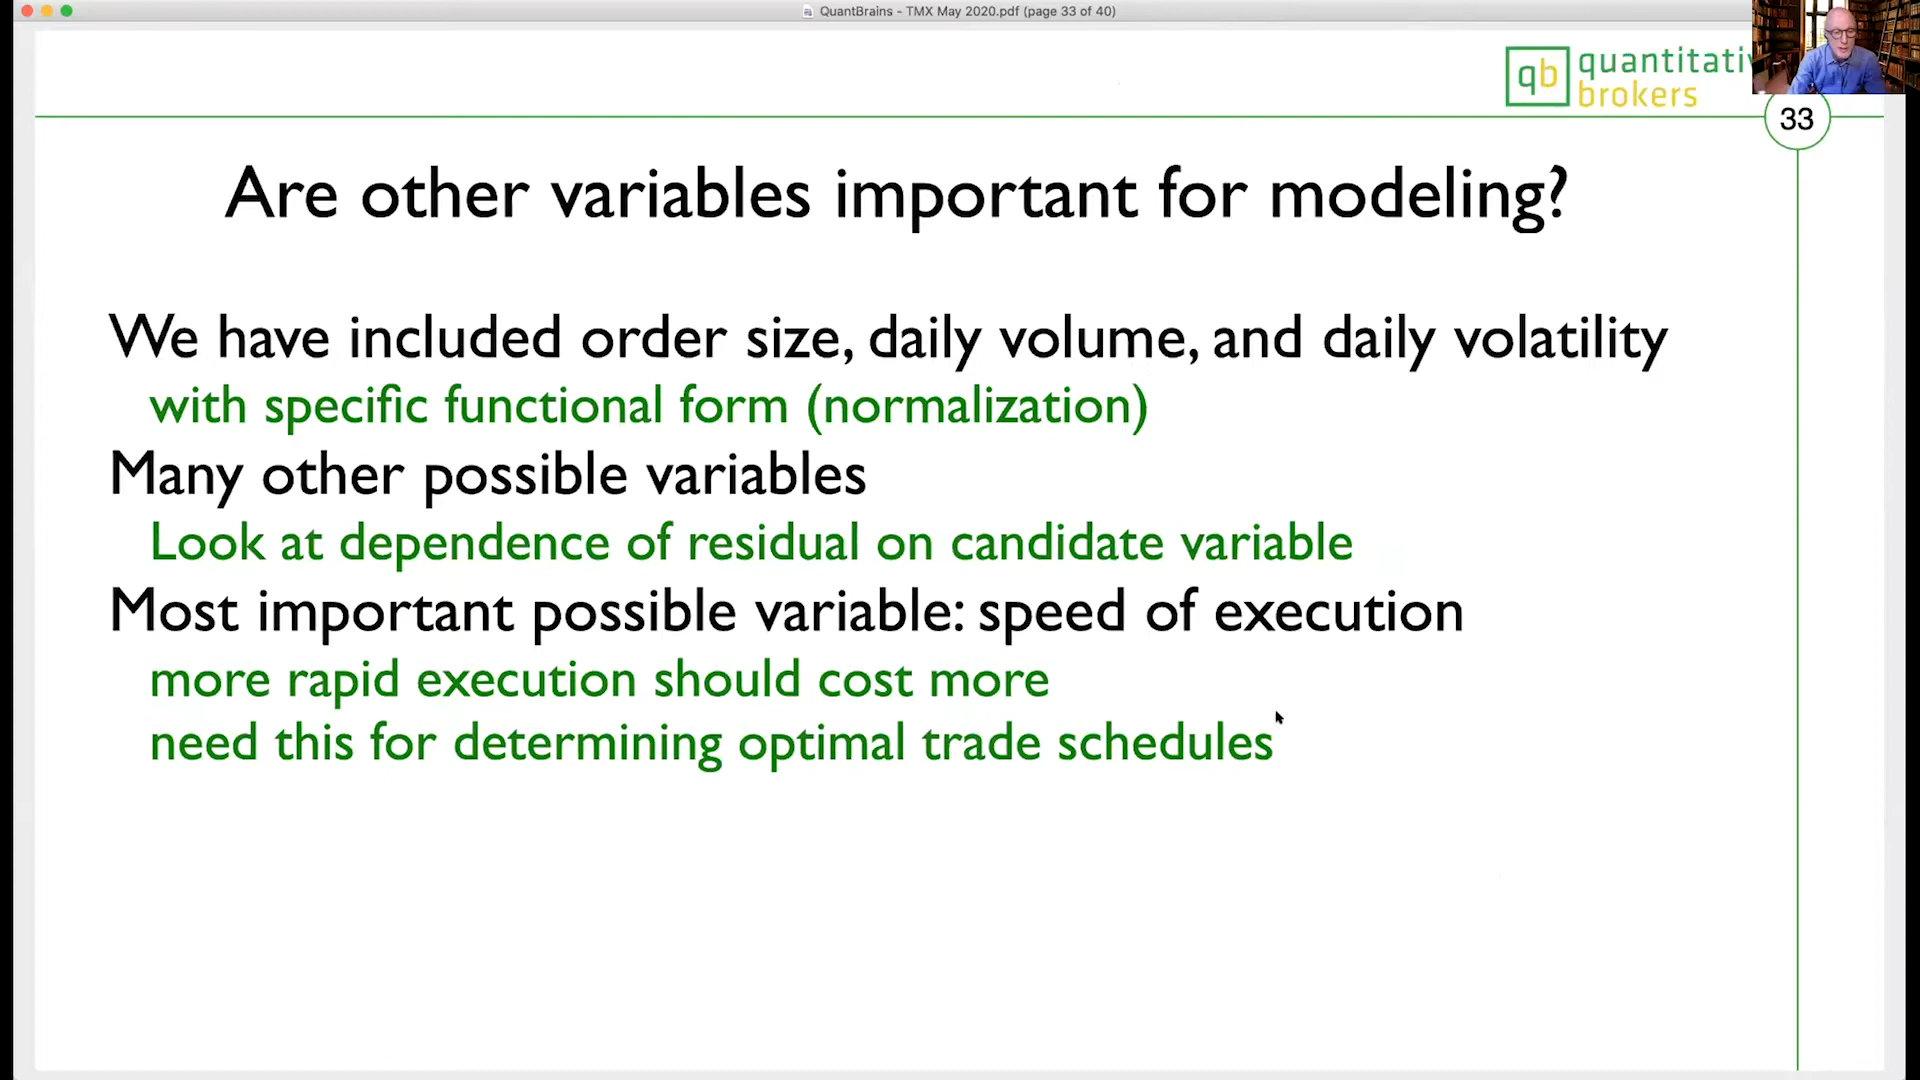 QuantBrains - TMX May 2020.pdf (page 33 of 40)
qb quantitati
brokers
33
Are other variables important for modeling?
We have included order size, daily volume, and daily volatility
with specific functional form (normalization)
Many other possible variables
Look at dependence of residual on candidate variable
Most important possible variable: speed of execution
more rapid execution should cost more
need this for determining optimal trade schedules